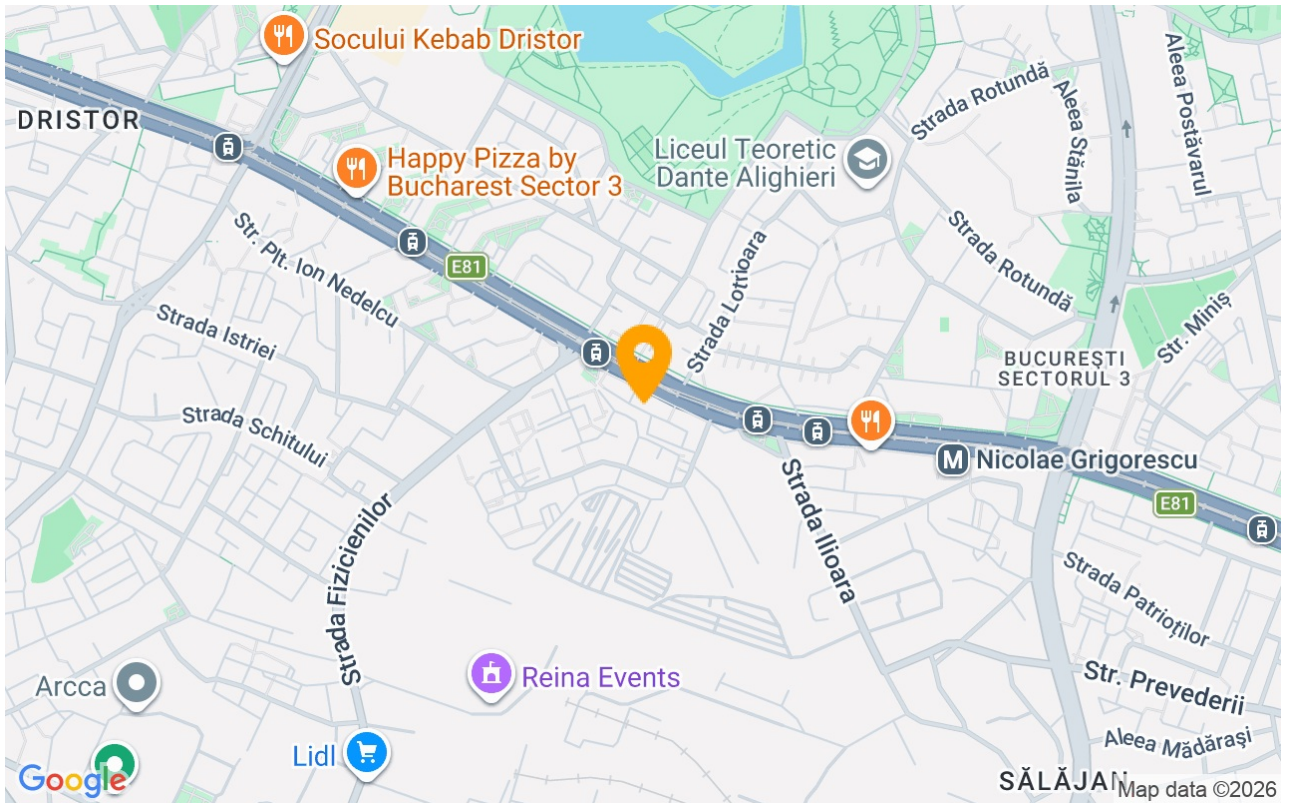 Socului Kebab Dristor
DRISTOR
Happy Pizza by
Bucharest Sector 3
Liceul Teoretic
Dante Alighieri
Strada Rotundă
Aleea Stănila
Aleea Postăvarul
Str. Plt. Ion Nedelcu
E81
Strada Lotrioara
Strada Rotundă
Str. Miniș
Strada Istriei
BUCUREȘTI
SECTORUL 3
Strada Schitului
M
Nicolae Grigorescu
E81
Strada Fizicienilor
Strada Ilioara
Strada Patrioților
Arcca
Reina Events
Str. Prevederii
Aleea Mădărași
Lidl
Google
SĂLĂJAN
Map data ©2026